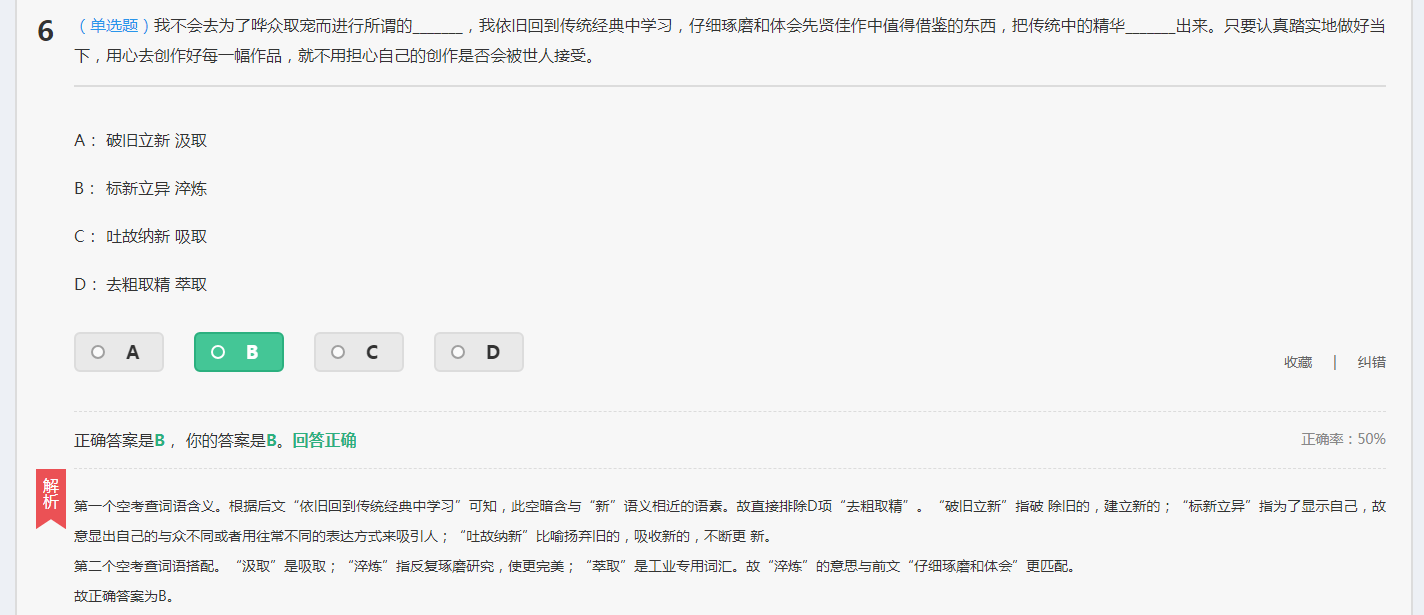 6 （单选题）我不会去为了哗众取宠而进行所谓的_______，我依旧回到传统经典中学习，仔细琢磨和体会先贤佳作中值得借鉴的东西，把传统中的精华_______出来。只要认真踏实地做好当
下，用心去创作好每一幅作品，就不用担心自己的创作是否会被世人接受。
A： 破旧立新 汲取
B： 标新立异 淬炼
C： 吐故纳新 吸取
D： 去粗取精 萃取
A B C D
收藏 | 纠错
正确答案是B， 你的答案是B。回答正确
正确率：50%
解析
第一个空考查词语含义。根据后文“依旧回到传统经典中学习”可知，此空暗含与“新”语义相近的语素。故直接排除D项“去粗取精”。 “破旧立新”指破 除旧的，建立新的；“标新立异”指为了显示自己，故
意显出自己的与众不同或者用往常不同的表达方式来吸引人；“吐故纳新”比喻扬弃旧的，吸收新的，不断更 新。
第二个空考查词语搭配。“汲取”是吸取；“淬炼”指反复琢磨研究，使更完美；“萃取”是工业专用词汇。故“淬炼”的意思与前文“仔细琢磨和体会”更匹配。
故正确答案为B。